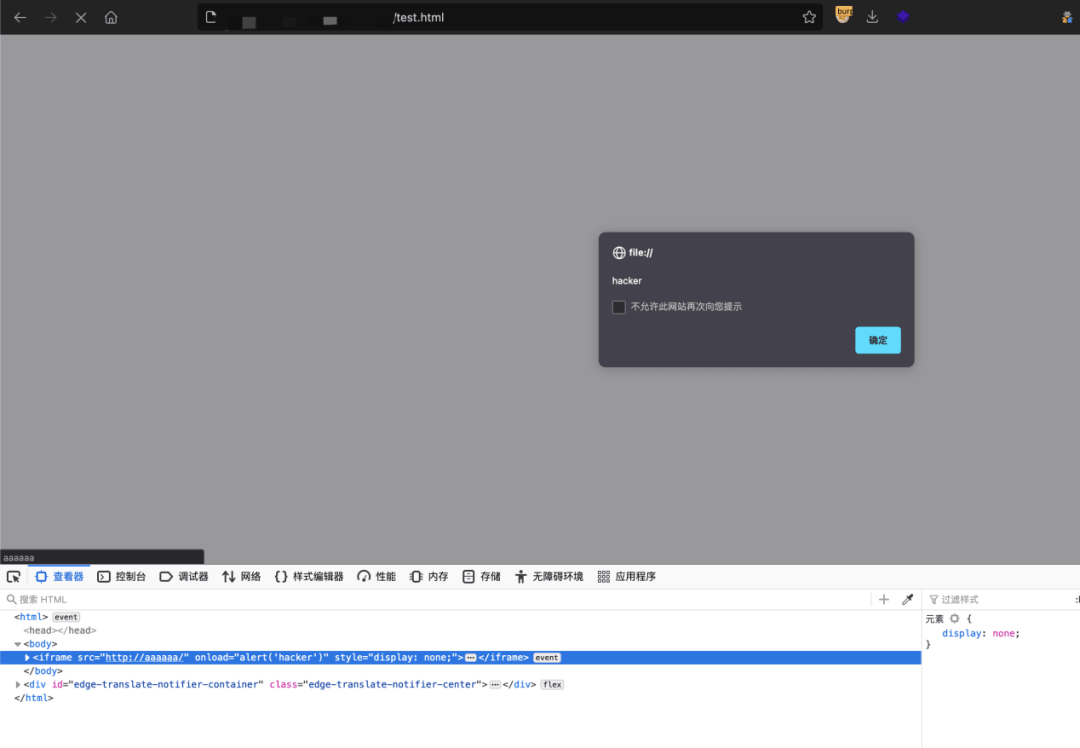 /test.html
burp
file://
hacker
不允许此网站再次向您提示
确定
aaaaaa
查看器 控制台 调试器 网络 {} 样式编辑器 性能 内存 存储 无障碍环境 应用程序
搜索 HTML
过滤样式
<html> event
<head></head>
<body>
<iframe src="http://aaaaaa/" onload="alert('hacker')" style="display: none;"></iframe> event
</body>
<div id="edge-translate-notifier-container" class="edge-translate-notifier-center"></div> flex
</html>
元素 {
display: none;
}